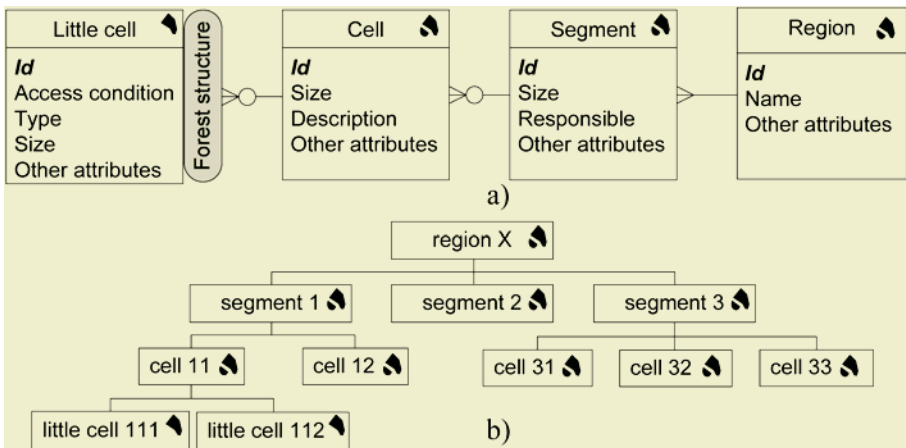 Little cell
Id
Access condition
Type
Size
Other attributes
Forest structure
Cell
Id
Size
Description
Other attributes
Segment
Id
Size
Responsible
Other attributes
Region
Id
Name
Other attributes
a)
region X
segment 1
segment 2
segment 3
cell 11
cell 12
cell 31
cell 32
cell 33
little cell 111
little cell 112
b)